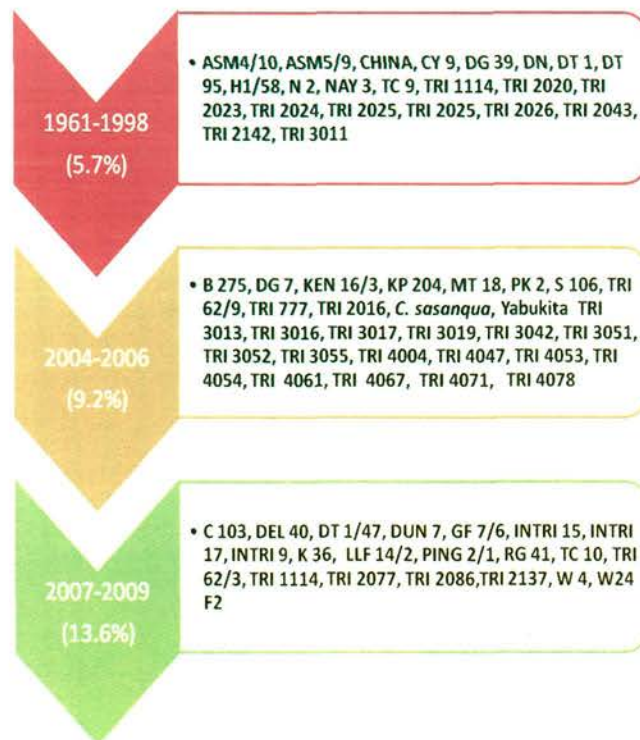 1961-1998
(5.7%)
• ASM4/10, ASM5/9, CHINA, CY 9, DG 39, DN, DT 1, DT
95, H1/58, N 2, NAY 3, TC 9, TRI 1114, TRI 2020, TRI
2023, TRI 2024, TRI 2025, TRI 2025, TRI 2026, TRI 2043,
TRI 2142, TRI 3011
2004-2006
(9.2%)
• B 275, DG 7, KEN 16/3, KP 204, MT 18, PK 2, S 106, TRI
62/9, TRI 777, TRI 2016, C. sasanqua, Yabukita TRI
3013, TRI 3016, TRI 3017, TRI 3019, TRI 3042, TRI 3051,
TRI 3052, TRI 3055, TRI 4004, TRI 4047, TRI 4053, TRI
4054, TRI 4061, TRI 4067, TRI 4071, TRI 4078
2007-2009
(13.6%)
• C 103, DEL 40, DT 1/47, DUN 7, GF 7/6, INTRI 15, INTRI
17, INTRI 9, K 36, LLF 14/2, PING 2/1, RG 41, TC 10, TRI
62/3, TRI 1114, TRI 2077, TRI 2086,TRI 2137, W 4, W24
F2